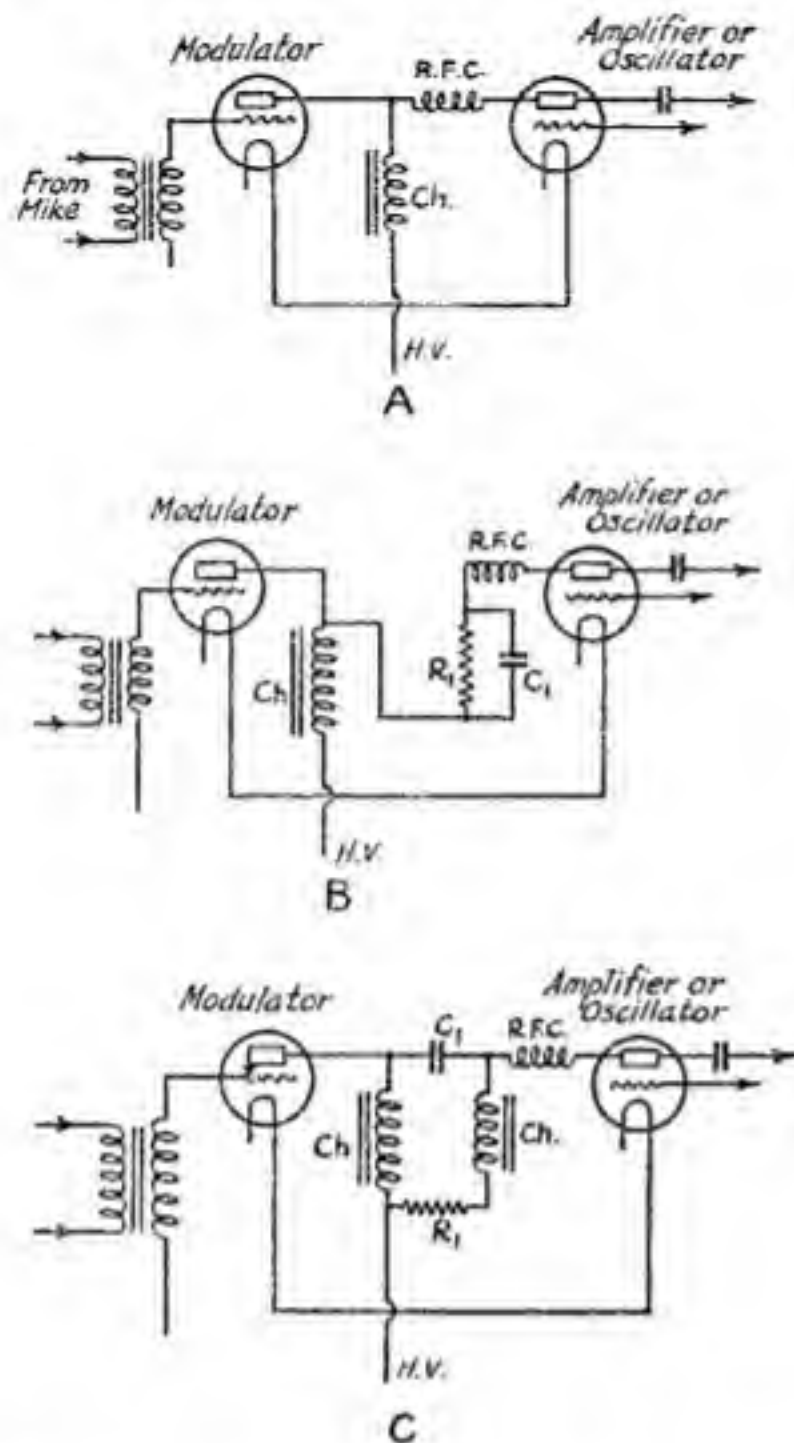 Modulator
Amplifier or
Oscillator
R.F.C.
From
Mike
Ch.
H.V.
A
Modulator
Amplifier or
Oscillator
R.F.C
R1
C1
Ch
H.V.
B
Modulator
Amplifier or
Oscillator
C1
R.F.C.
Ch
Ch.
R1
H.V.
C